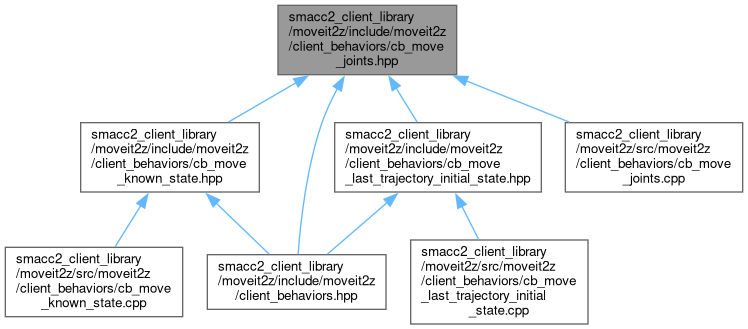 smacc2_client_library
/moveit2z/include/moveit2z
/client_behaviors/cb_move
_joints.hpp
smacc2_client_library
/moveit2z/include/moveit2z
/client_behaviors/cb_move
_known_state.hpp
smacc2_client_library
/moveit2z/include/moveit2z
/client_behaviors/cb_move
_last_trajectory_initial_state.hpp
smacc2_client_library
/moveit2z/src/moveit2z
/client_behaviors/cb_move
_joints.cpp
smacc2_client_library
/moveit2z/src/moveit2z
/client_behaviors/cb_move
_known_state.cpp
smacc2_client_library
/moveit2z/include/moveit2z
/client_behaviors.hpp
smacc2_client_library
/moveit2z/src/moveit2z
/client_behaviors/cb_move
_last_trajectory_initial
_state.cpp